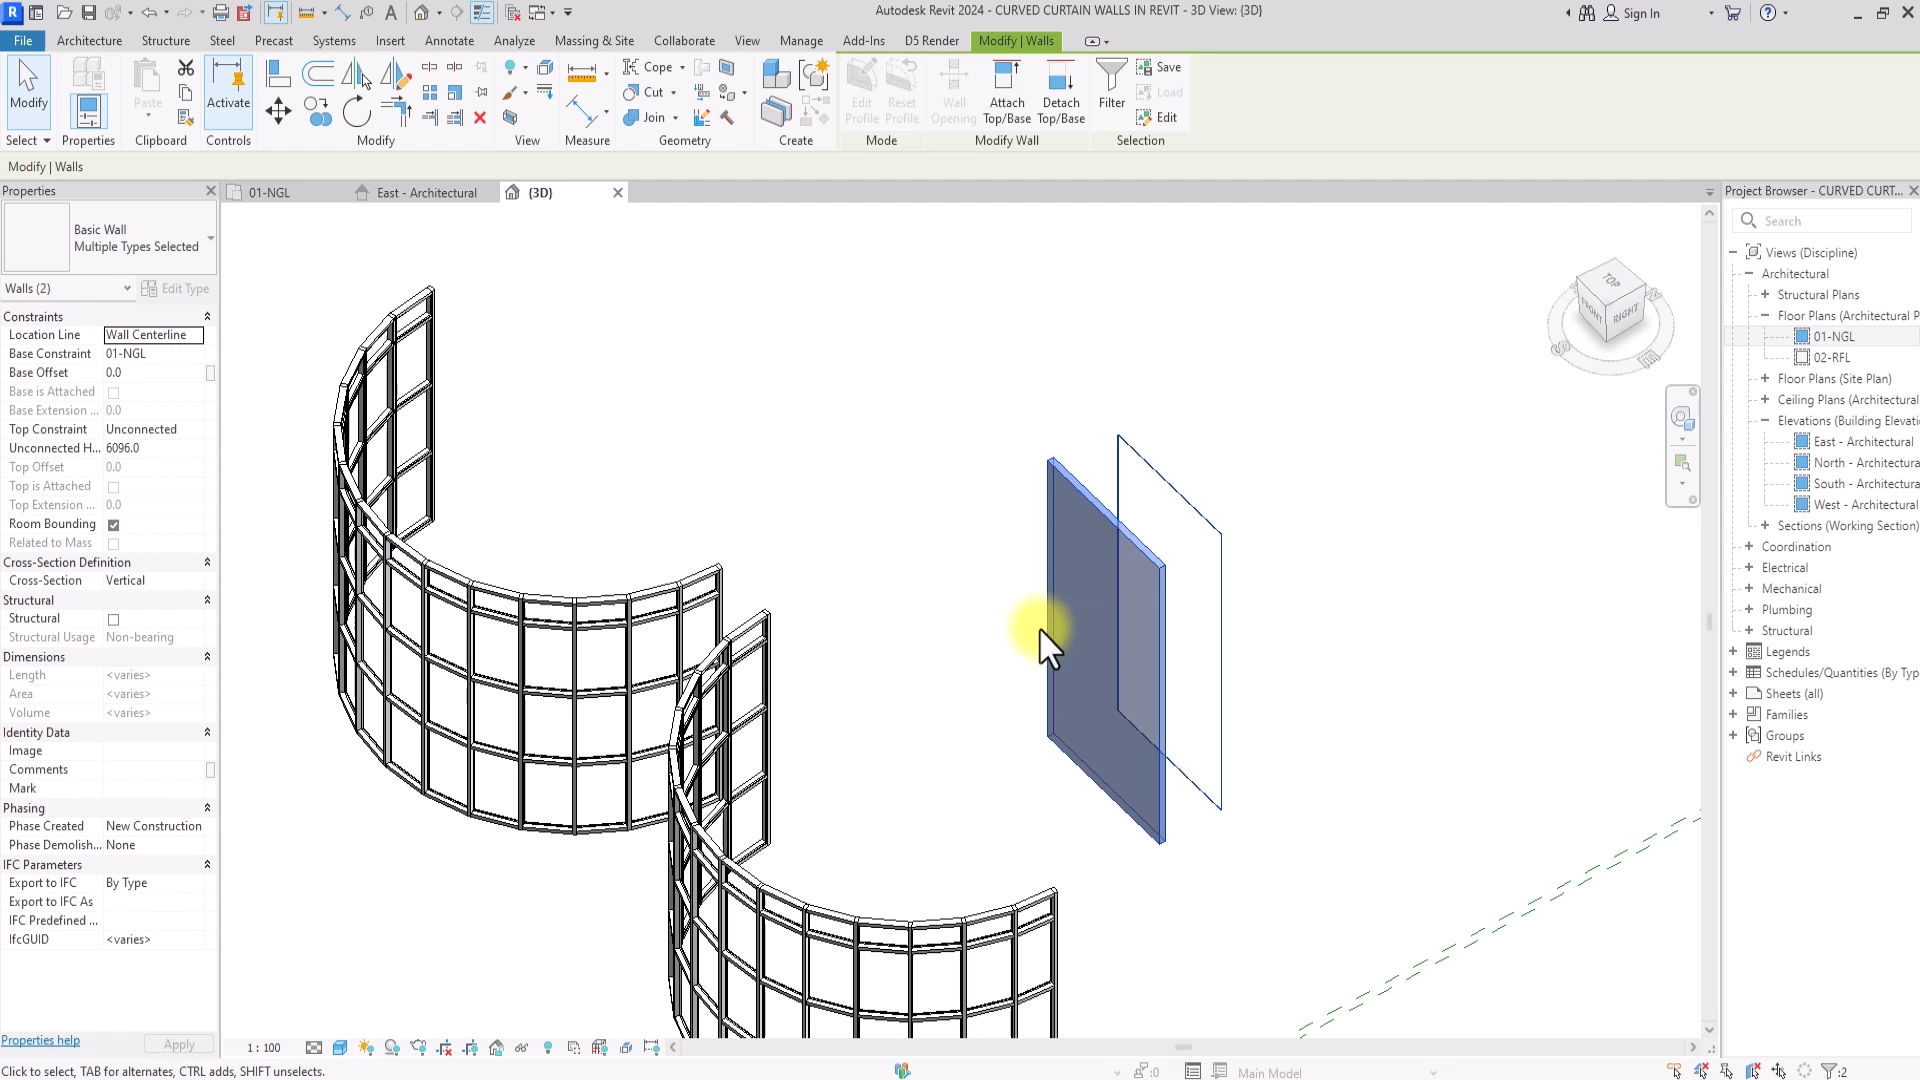 Autodesk Revit 2024 - CURVED CURTAIN WALLS IN REVIT - 3D View: {3D}
Sign In
File Architecture Structure Steel Precast Systems Insert Annotate Analyze Massing & Site Collaborate View Manage Add-Ins D5 Render Modify | Walls
Modify
Paste
Activate
Cope
Cut
Join
Edit Profile
Reset Profile
Wall Opening
Attach Top/Base
Detach Top/Base
Filter
Save
Load
Edit
Select Properties Clipboard Controls Modify View Measure Geometry Create Mode Modify Wall Selection
Modify | Walls
Properties
01-NGL
East - Architectural
{3D}
Project Browser - CURVED CURT...
Basic Wall
Multiple Types Selected
Walls (2) Edit Type
Constraints
Location Line Wall Centerline
Base Constraint 01-NGL
Base Offset 0.0
Base is Attached
Base Extension ... 0.0
Top Constraint Unconnected
Unconnected H... 6096.0
Top Offset 0.0
Top is Attached
Top Extension ... 0.0
Room Bounding
Related to Mass
Cross-Section Definition
Cross-Section Vertical
Structural
Structural
Structural Usage Non-bearing
Dimensions
Length <varies>
Area <varies>
Volume <varies>
Identity Data
Image
Comments
Mark
Phasing
Phase Created New Construction
Phase Demolish... None
IFC Parameters
Export to IFC By Type
Export to IFC As
IFC Predefined ...
IfcGUID <varies>
Properties help Apply
TOP
FRONT
RIGHT
S
E
Search
Views (Discipline)
Architectural
Structural Plans
Floor Plans (Architectural P
01-NGL
02-RFL
Floor Plans (Site Plan)
Ceiling Plans (Architectural
Elevations (Building Elevati
East - Architectural
North - Architectura
South - Architectura
West - Architectural
Sections (Working Section)
Coordination
Electrical
Mechanical
Plumbing
Structural
Legends
Schedules/Quantities (By Typ
Sheets (all)
Families
Groups
Revit Links
1 : 100
Click to select, TAB for alternates, CTRL adds, SHIFT unselects.
:0
Main Model
:2